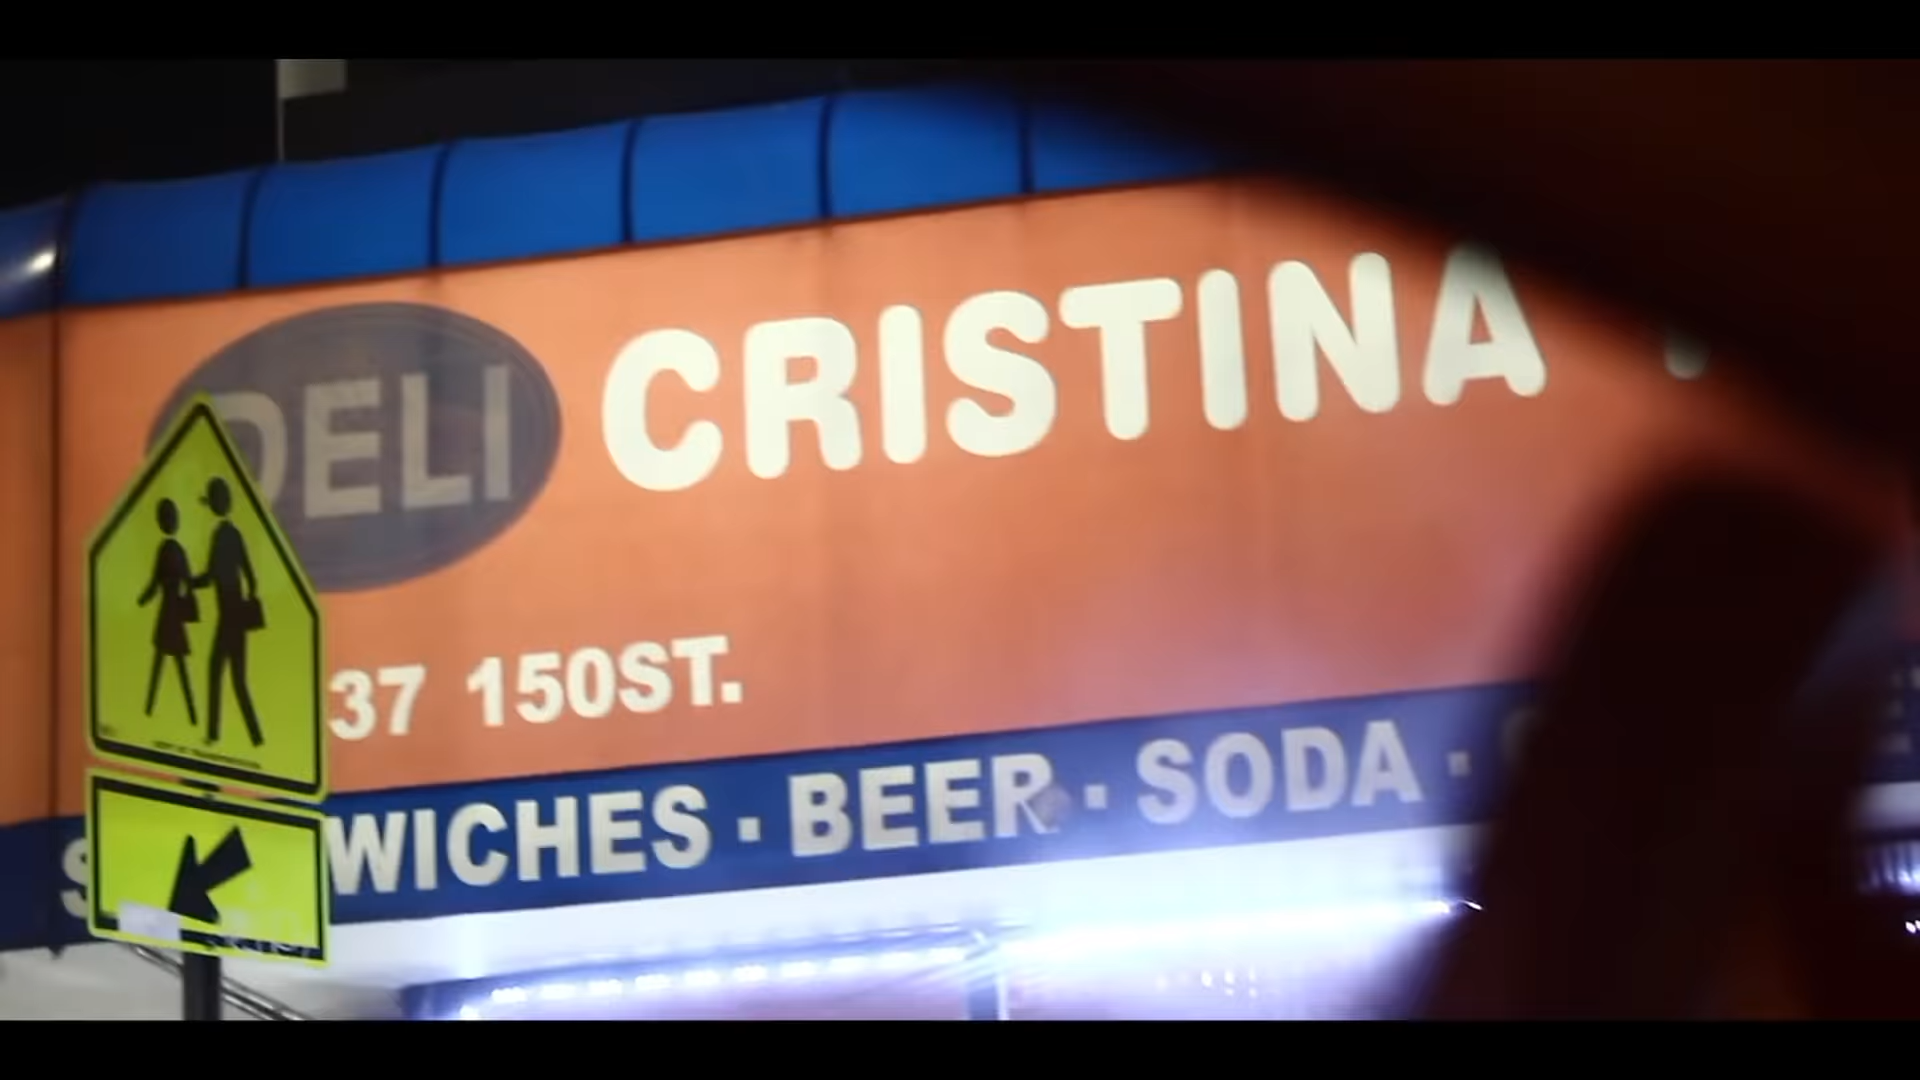 DELI CRISTINA
37 150ST.
WICHES · BEER · SODA ·